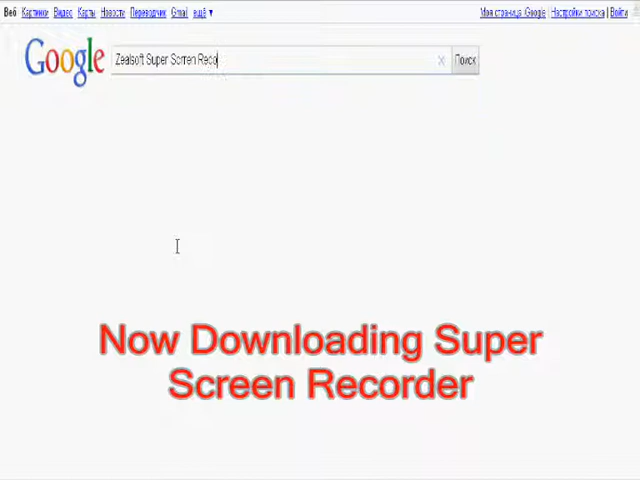 Веб Картинки Видео Карты Новости Переводчик Gmail ещё ▼ Моя страница Google | Настройки поиска | Войти
Google Zealsoft Super Scrren Reco x Поиск
Now Downloading Super
Screen Recorder